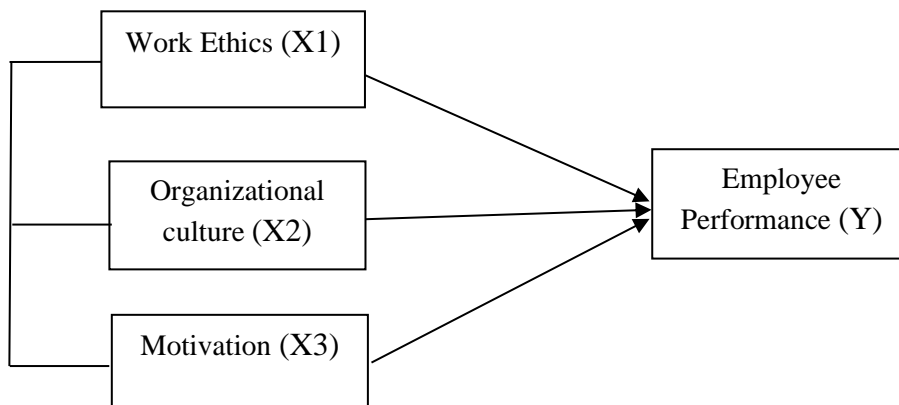 Work Ethics (X1)
Organizational
culture (X2)
Motivation (X3)
Employee
Performance (Y)